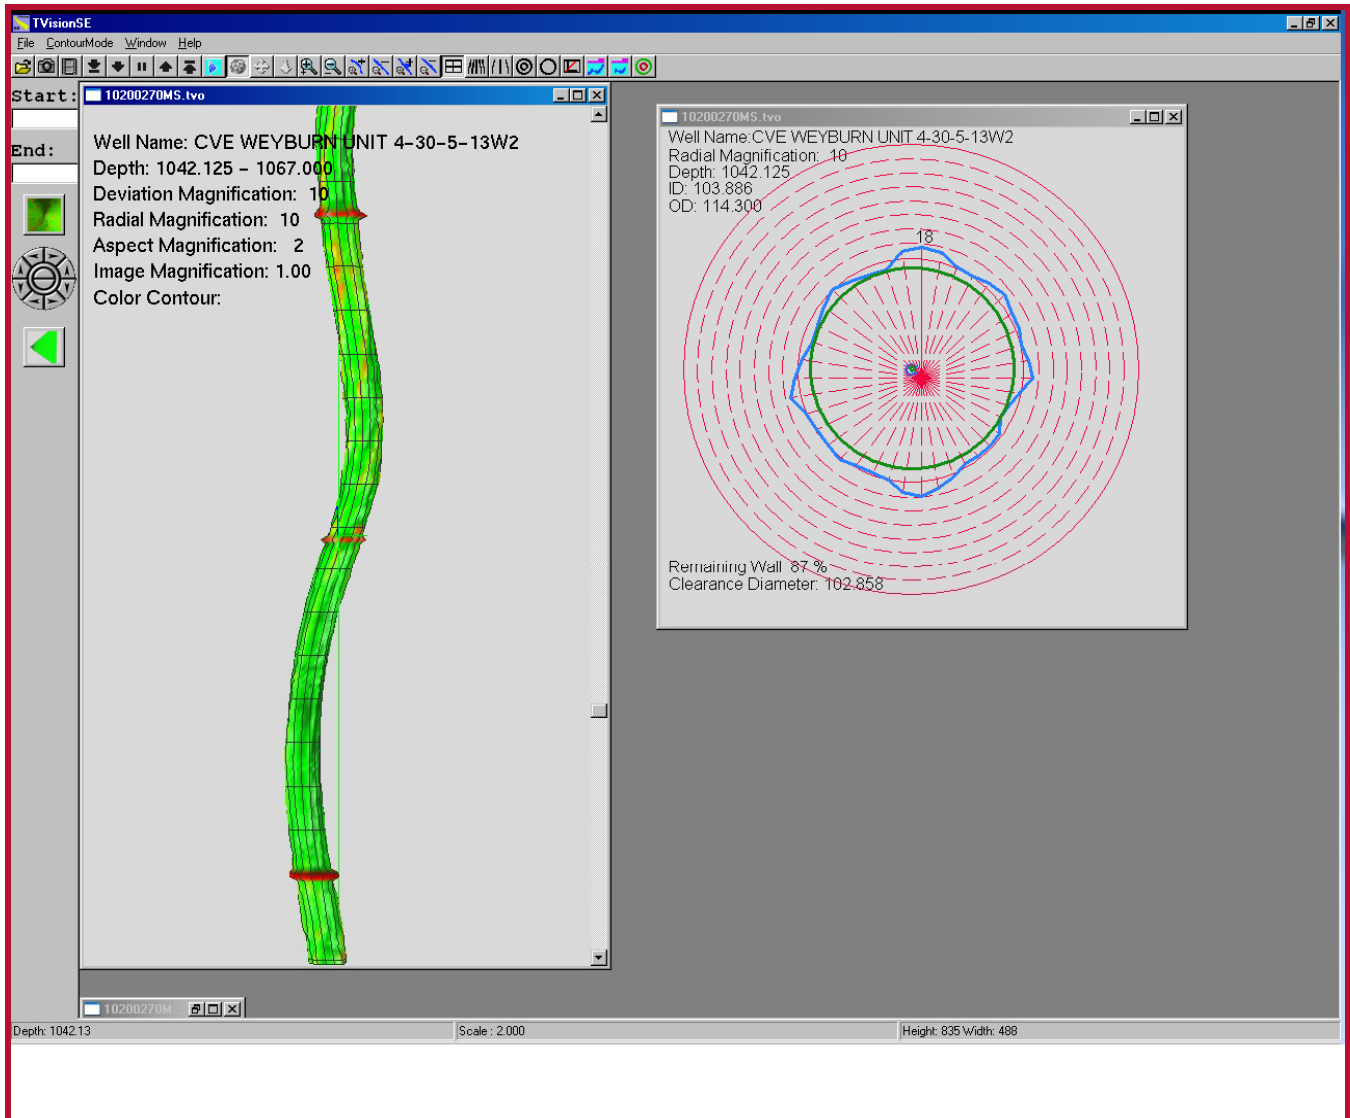 TVisionSE
File ContourMode Window Help
Start:
End:
10200270MS.tvo
Well Name: CVE WEYBURN UNIT 4-30-5-13W2
Depth: 1042.125 - 1067.000
Deviation Magnification: 10
Radial Magnification: 10
Aspect Magnification: 2
Image Magnification: 1.00
Color Contour:
10200270MS.tvo
Well Name:CVE WEYBURN UNIT 4-30-5-13W2
Radial Magnification: 10
Depth: 1042.125
ID: 103.886
OD: 114.300
18
Remaining Wall 87 %
Clearance Diameter: 102.858
10200270M...
Depth: 1042.13
Scale : 2.000
Height: 835 Width: 488